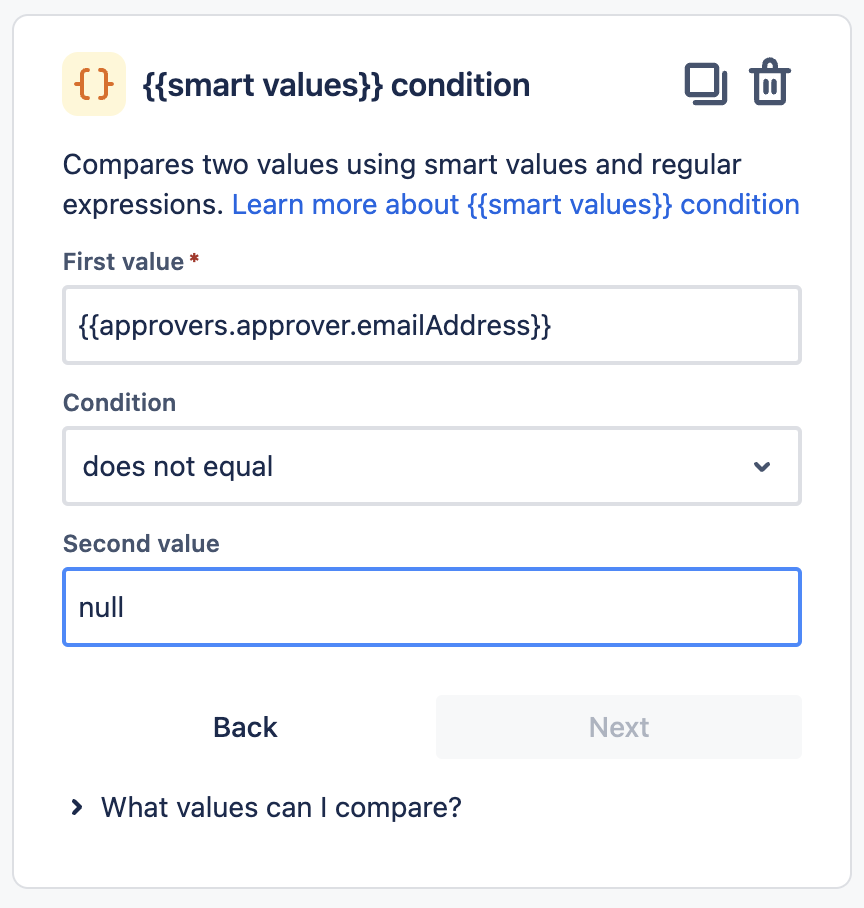 {} {{smart values}} condition
Compares two values using smart values and regular
expressions. Learn more about {{smart values}} condition
First value *
{{approvers.approver.emailAddress}}
Condition
does not equal
Second value
null
Back Next
What values can I compare?